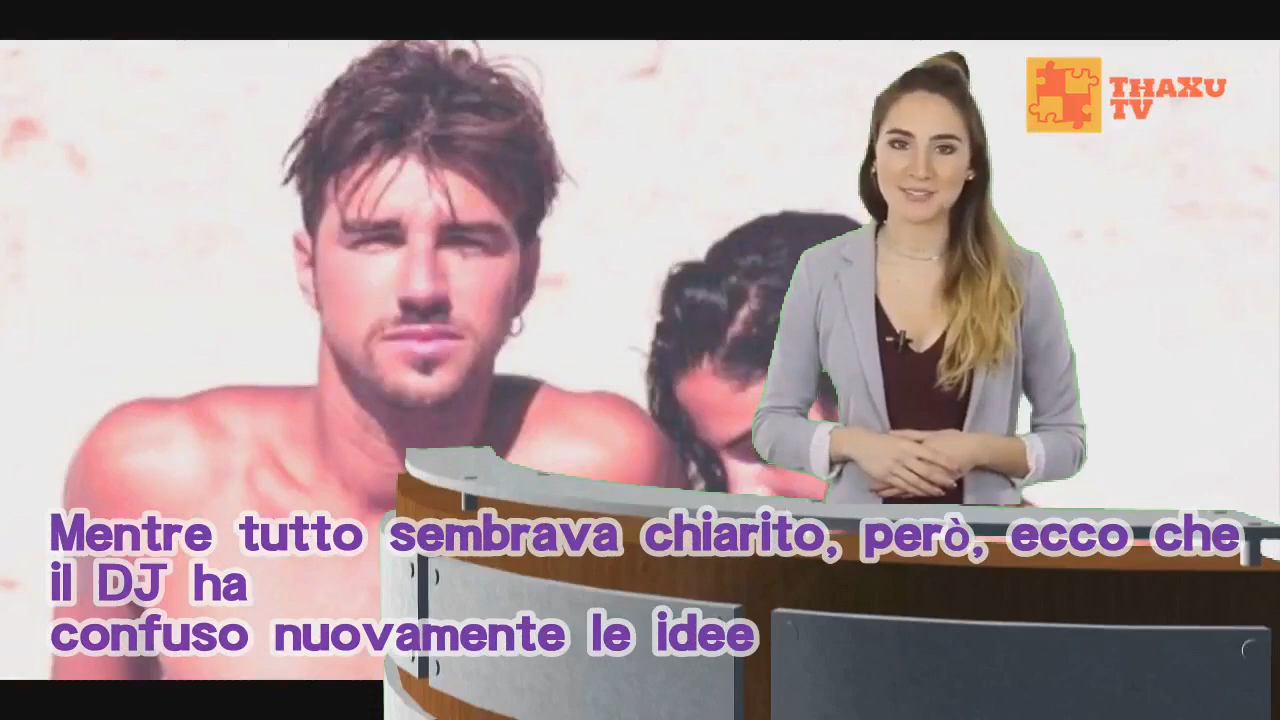 THAXU
TV
Mentre tutto sembrava chiarito, però, ecco che
il DJ ha
confuso nuovamente le idee